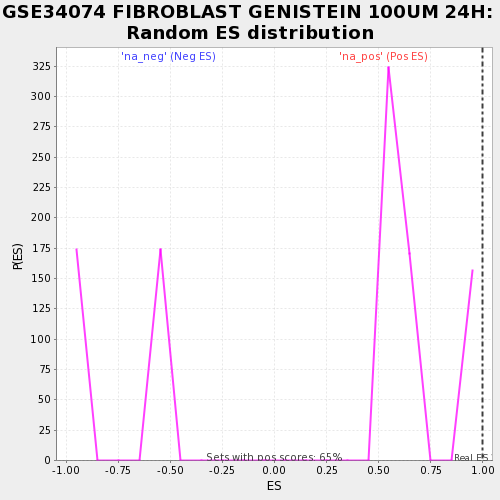 GSE34074 FIBROBLAST GENISTEIN 100UM 24H:
Random ES distribution
'na_neg' (Neg ES) 'na_pos' (Pos ES)
325
300
275
250
225
200
175
150
125
100
75
50
25
0
P(ES)
Sets with pos scores: 65%
Real ES
-1.00 -0.75 -0.50 -0.25 0.00 0.25 0.50 0.75 1.00
ES